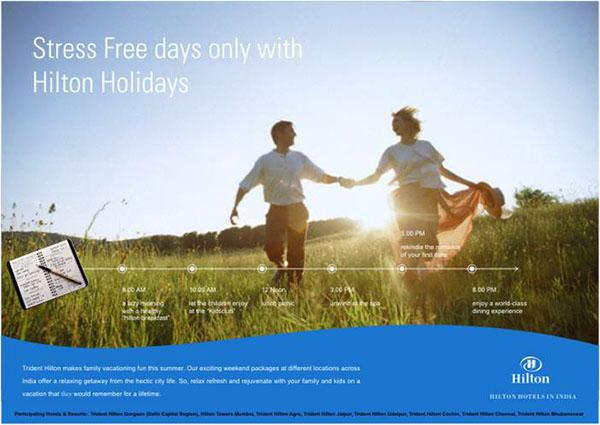 Stress Free days only with
Hilton Holidays
5.00 PM
rekindle the romance
of your first date
8.00 AM
a lazy morning
with a healthy
"hilton breakfast"
10.00 AM
let the children enjoy
at the "Kidsclub"
12 Noon
lunch picnic
3.00 PM
unwind at the spa
8.00 PM
enjoy a world-class
dining experience
Trident Hilton makes family vacationing fun this summer. Our exciting weekend packages at different locations across
India offer a relaxing getaway from the hectic city life. So, relax refresh and rejuvenate with your family and kids on a
vacation that they would remember for a lifetime.
Hilton
HILTON HOTELS IN INDIA
Participating Hotels & Resorts: Trident Hilton Gurgaon (Delhi Capital Region), Hilton Towers Mumbai, Trident Hilton Agra, Trident Hilton Jaipur, Trident Hilton Udaipur, Trident Hilton Cochin, Trident Hilton Chennai, Trident Hilton Bhubaneswar